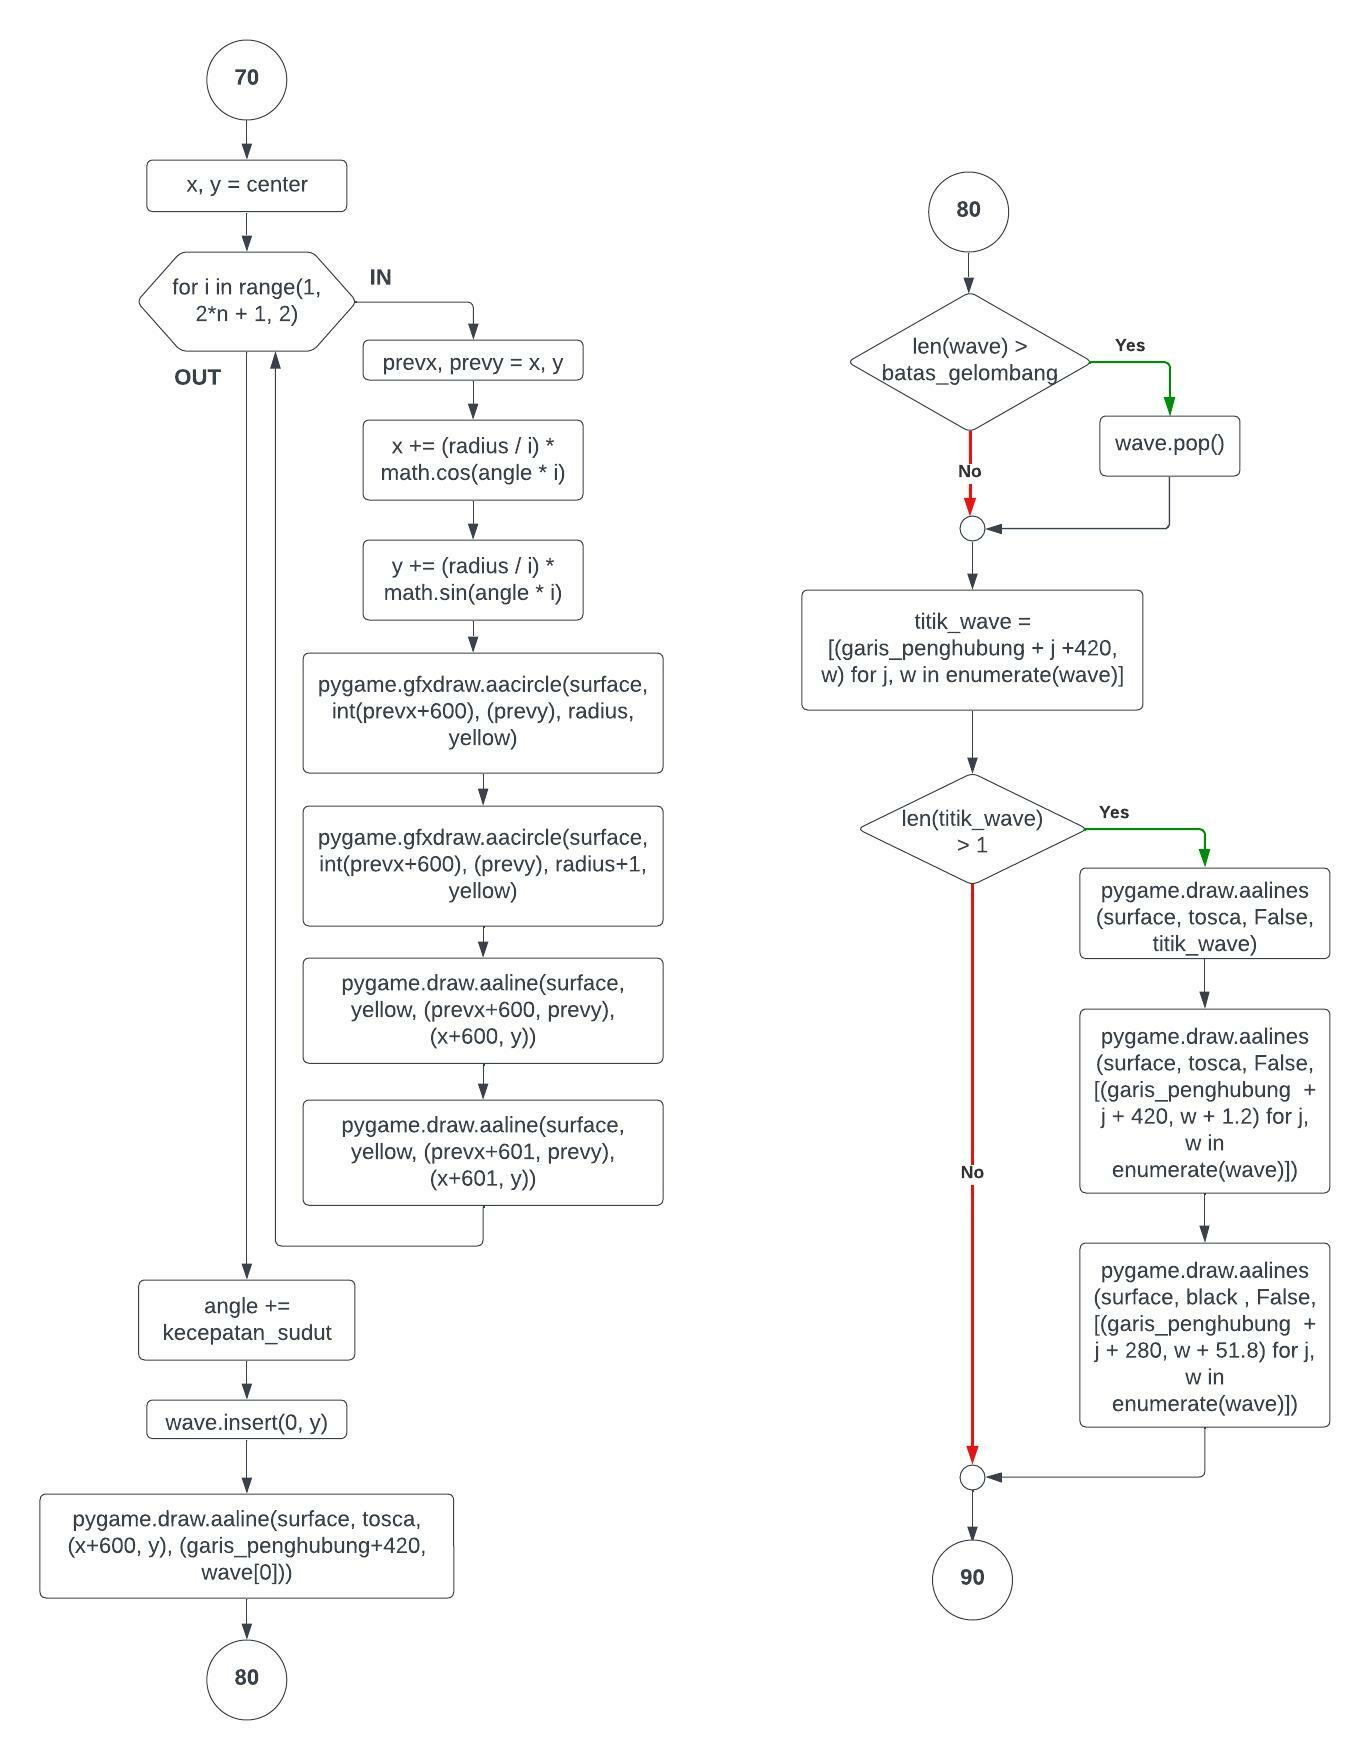 70
x, y = center
for i in range(1,
2*n + 1, 2)
IN
OUT
prevx, prevy = x, y
x += (radius / i) *
math.cos(angle * i)
y += (radius / i) *
math.sin(angle * i)
pygame.gfxdraw.aacircle(surface,
int(prevx+600), (prevy), radius,
yellow)
pygame.gfxdraw.aacircle(surface,
int(prevx+600), (prevy), radius+1,
yellow)
pygame.draw.aaline(surface,
yellow, (prevx+600, prevy),
(x+600, y))
pygame.draw.aaline(surface,
yellow, (prevx+601, prevy),
(x+601, y))
angle +=
kecepatan_sudut
wave.insert(0, y)
pygame.draw.aaline(surface, tosca,
(x+600, y), (garis_penghubung+420,
wave[0]))
80
80
len(wave) >
batas_gelombang
Yes
wave.pop()
No
titik_wave =
[(garis_penghubung + j +420,
w) for j, w in enumerate(wave)]
len(titik_wave)
> 1
Yes
pygame.draw.aalines
(surface, tosca, False,
titik_wave)
pygame.draw.aalines
(surface, tosca, False,
[(garis_penghubung  +
j + 420, w + 1.2) for j,
w in
enumerate(wave)])
No
pygame.draw.aalines
(surface, black , False,
[(garis_penghubung  +
j + 280, w + 51.8) for j,
w in
enumerate(wave)])
90